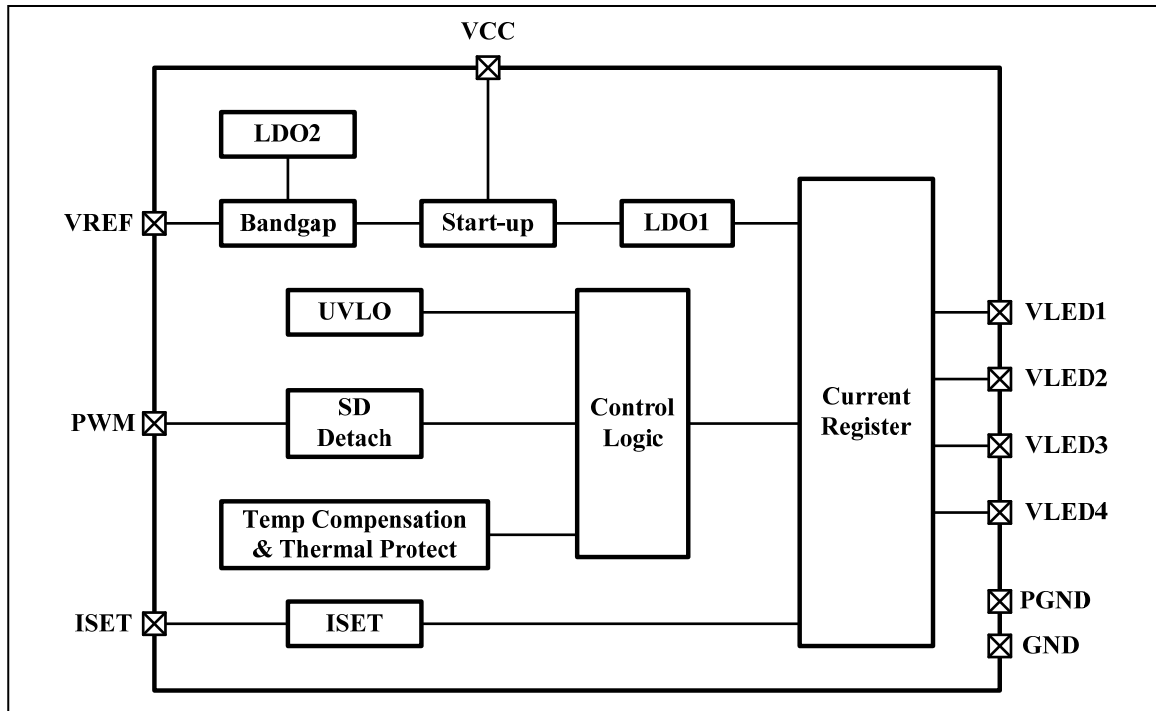 VCC
LDO2
VREF
Bandgap
Start-up
LDO1
UVLO
VLED1
VLED2
PWM
SD
Detach
Control
Logic
Current
Register
VLED3
VLED4
Temp Compensation
& Thermal Protect
ISET
ISET
PGND
GND